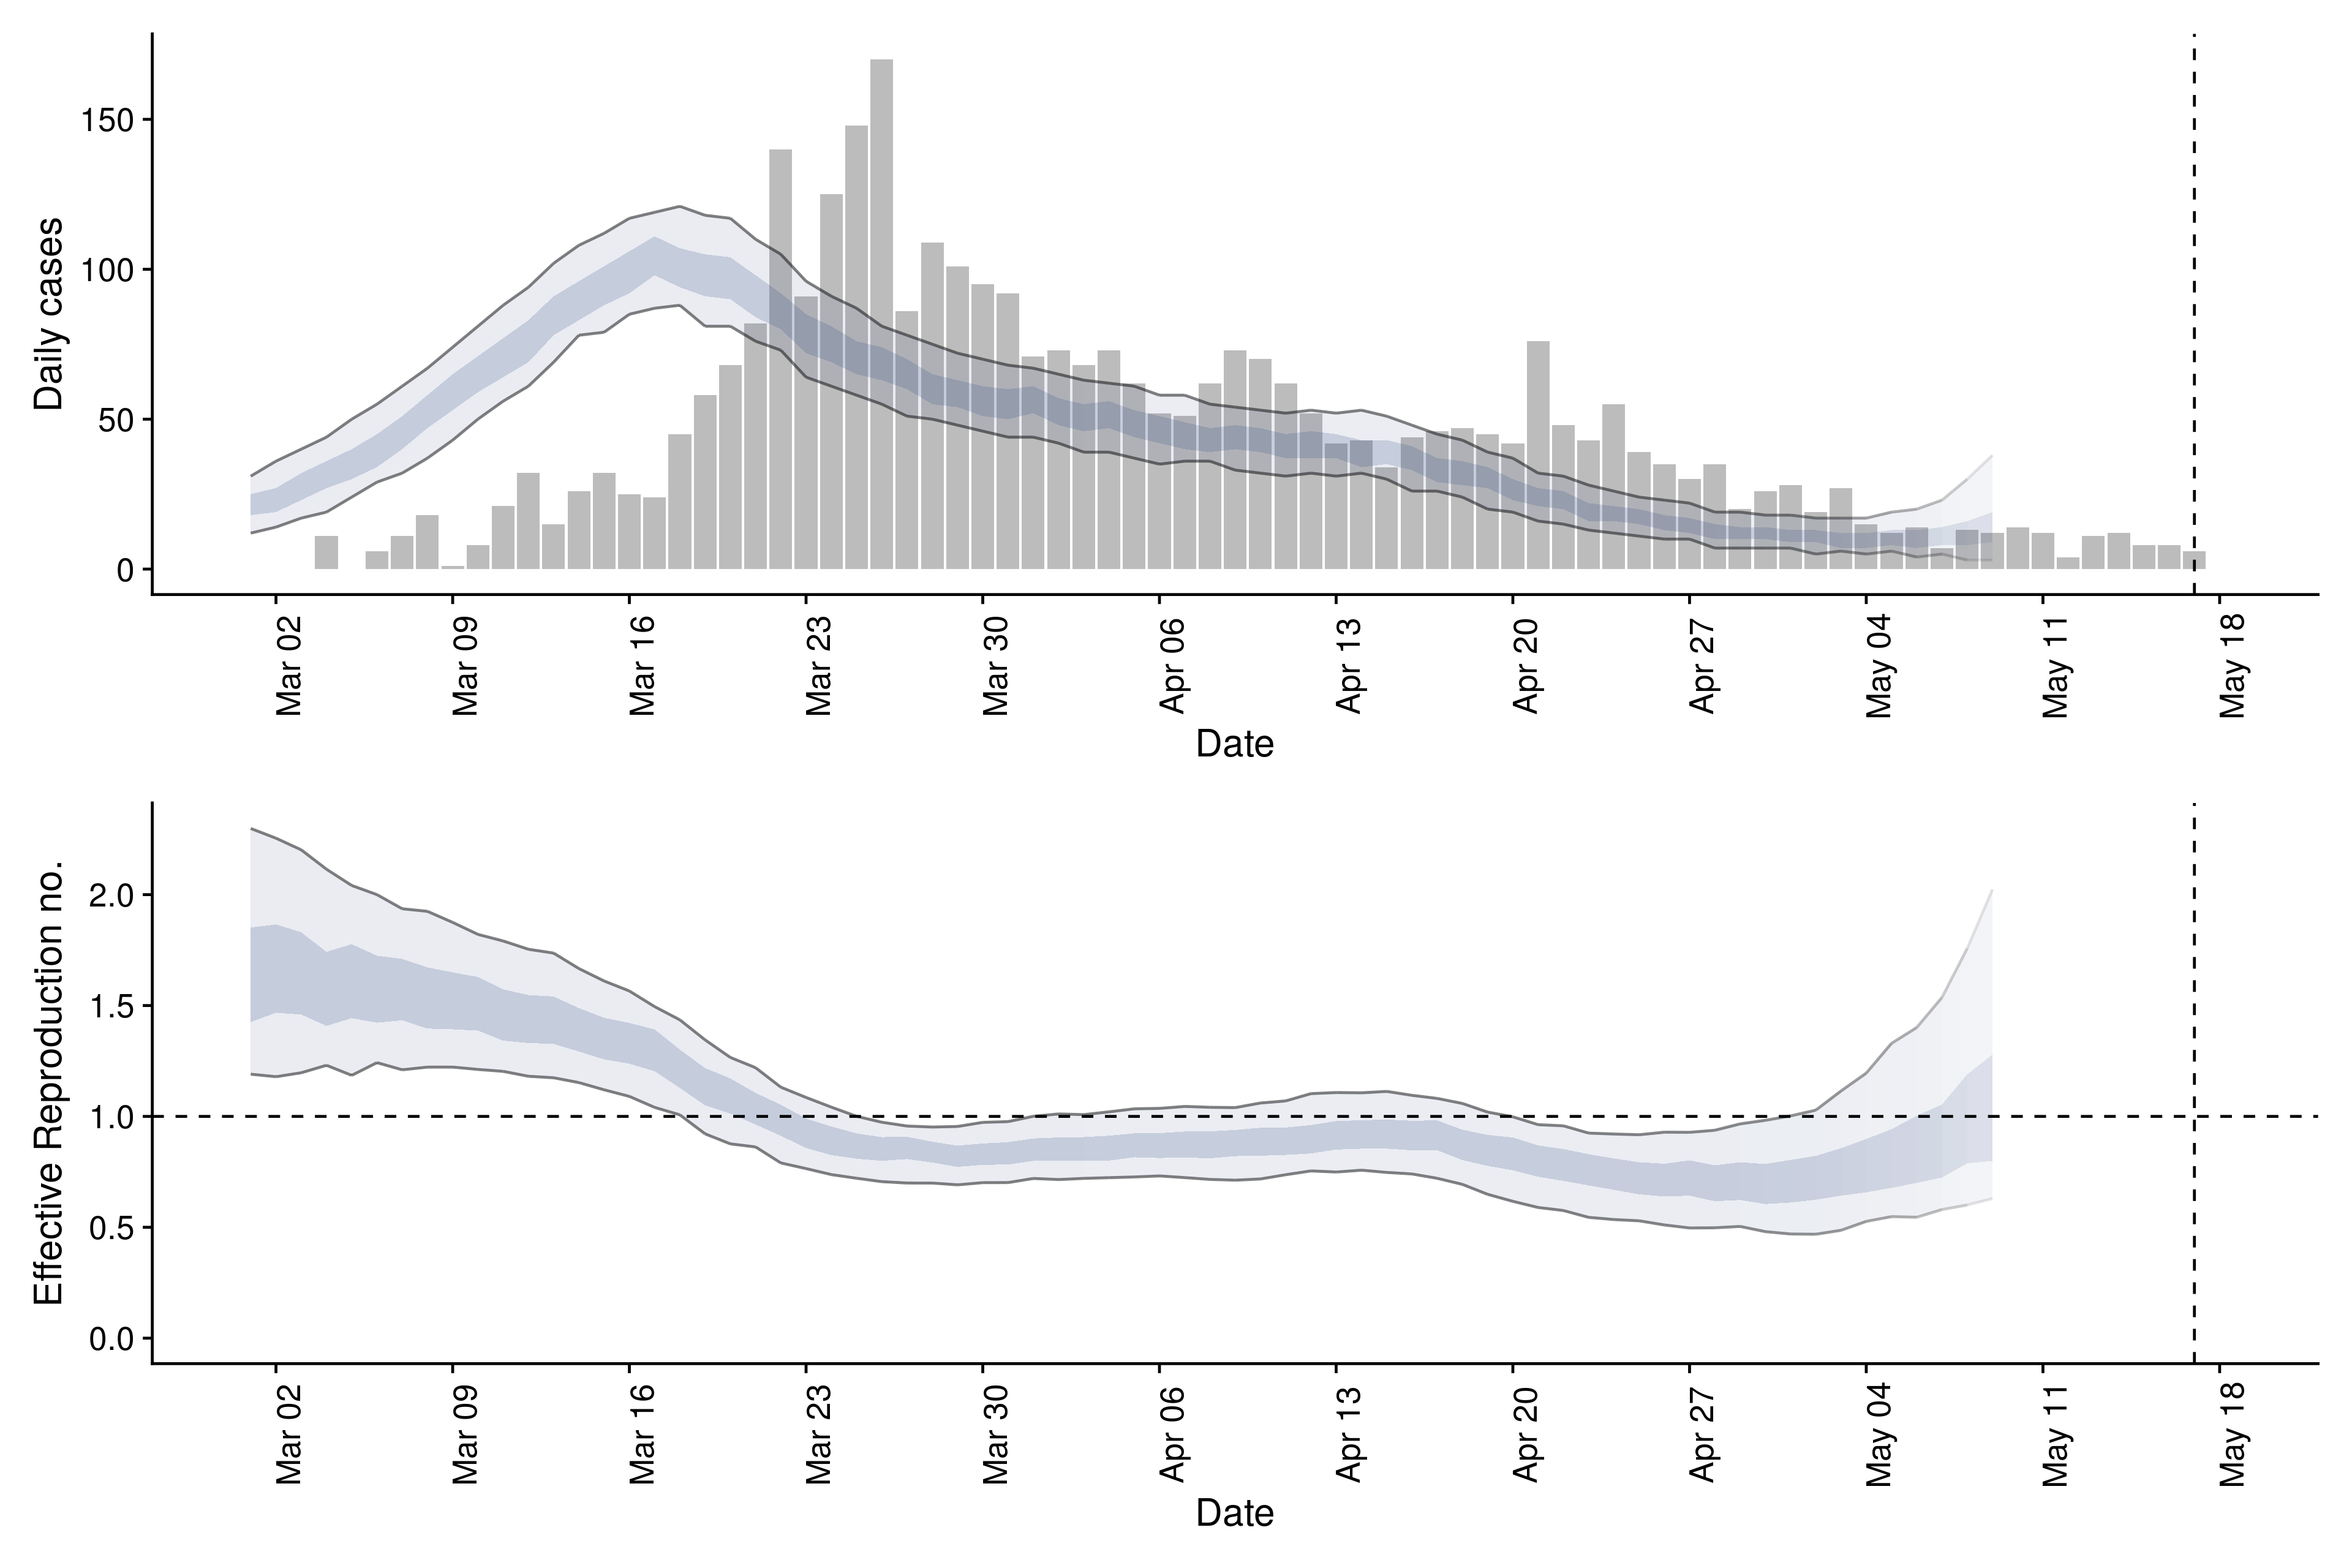 Daily cases
150
100
50
0
Mar 02
Mar 09
Mar 16
Mar 23
Mar 30
Apr 06
Apr 13
Apr 20
Apr 27
May 04
May 11
May 18
Date
Effective Reproduction no.
2.0
1.5
1.0
0.5
0.0
Mar 02
Mar 09
Mar 16
Mar 23
Mar 30
Apr 06
Apr 13
Apr 20
Apr 27
May 04
May 11
May 18
Date